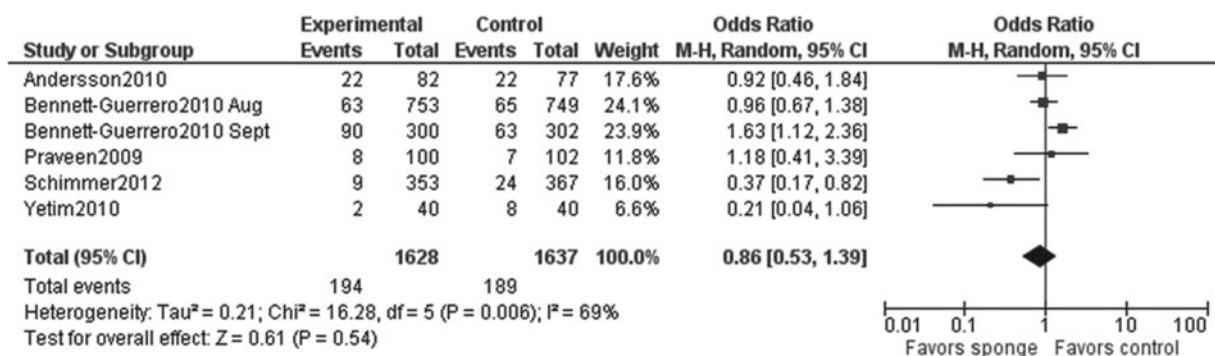 Experimental Control Odds Ratio Odds Ratio
Study or Subgroup Events Total Events Total Weight M-H, Random, 95% CI M-H, Random, 95% CI
Andersson2010 22 82 22 77 17.6% 0.92 [0.46, 1.84]
Bennett-Guerrero2010 Aug 63 753 65 749 24.1% 0.96 [0.67, 1.38]
Bennett-Guerrero2010 Sept 90 300 63 302 23.9% 1.63 [1.12, 2.36]
Praveen2009 8 100 7 102 11.8% 1.18 [0.41, 3.39]
Schimmer2012 9 353 24 367 16.0% 0.37 [0.17, 0.82]
Yetim2010 2 40 8 40 6.6% 0.21 [0.04, 1.06]
Total (95% CI) 1628 1637 100.0% 0.86 [0.53, 1.39]
Total events 194 189
Heterogeneity: Tau² = 0.21; Chi² = 16.28, df = 5 (P = 0.006); I² = 69%
Test for overall effect: Z = 0.61 (P = 0.54)
0.01 0.1 1 10 100
Favors sponge Favors control